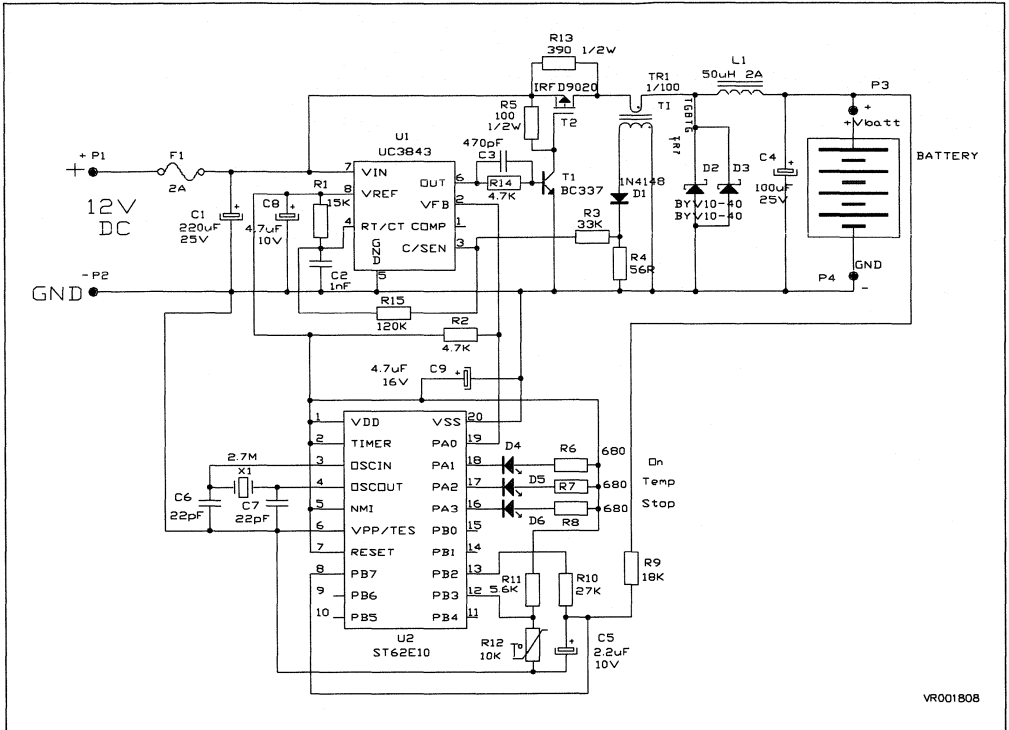 R13
390 1/2W
L1
50uH 2A
TR1
1/100
T1
P3
IRFD9020
R5
100
1/2W
T2
+
+Vbatt
TGBTG
TR?
U1
UC3843
470pF
C3
+ P1
F1
+
2A
12V
DC
7 VIN
8 VREF
OUT 6
VFB 2
4 RT/CT
COMP 1
C/SEN 3
GND
5
R14
4.7K
T1
BC337
1N4148
D1
D2
D3
BYV10-40
BYV10-40
C4
+
100uF
25V
BATTERY
R1
15K
C1
220uF
25V
+
C8
+
4.7uF
10V
C2
1nF
R3
33K
R4
56R
P4
GND
-
- P2
GND
R15
120K
R2
4.7K
4.7uF
16V
C9
+
1 VDD
VSS 20
2 TIMER
PA0 19
3 OSCIN
PA1 18
4 OSCOUT
PA2 17
5 NMI
PA3 16
6 VPP/TES
PB0 15
7 RESET
PB1 14
8 PB7
PB2 13
9 PB6
PB3 12
10 PB5
PB4 11
U2
ST62E10
2.7M
X1
C6
22pF
C7
22pF
D4
R6
680
On
D5
R7
680
Temp
D6
R8
680
Stop
R9
18K
R11
5.6K
R10
27K
R12
10K
T°
C5
+
2.2uF
10V
VR001808